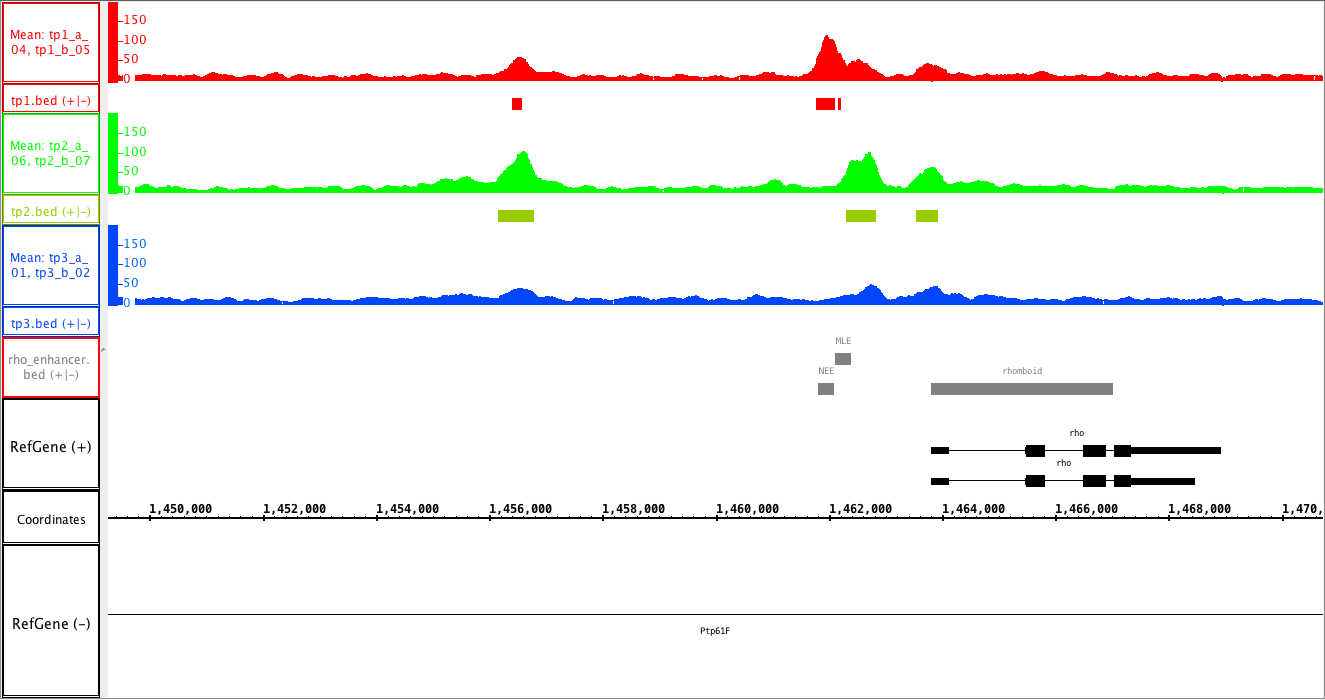 Mean: tp1_a_
04, tp1_b_05
150
100
50
0
tp1.bed (+|-)
Mean: tp2_a_
06, tp2_b_07
150
100
50
0
tp2.bed (+|-)
Mean: tp3_a_
01, tp3_b_02
150
100
50
0
tp3.bed (+|-)
rho_enhancer.
bed (+|-)
MLE
NEE rhomboid
RefGene (+)
rho
rho
Coordinates
1,450,000 1,452,000 1,454,000 1,456,000 1,458,000 1,460,000 1,462,000 1,464,000 1,466,000 1,468,000 1,470,
RefGene (-)
Ptp61F